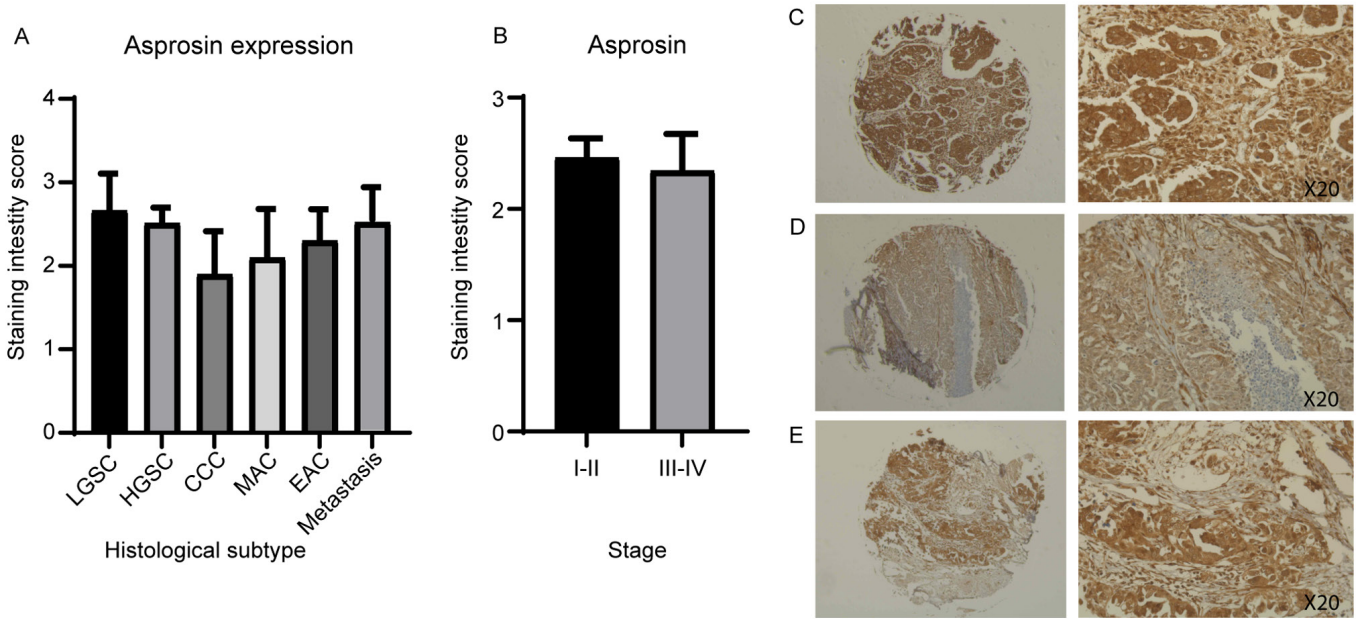 A
Asprosin expression
Staining intestity score
4
3
2
1
0
LGSC
HGSC
CCC
MAC
EAC
Metastasis
Histological subtype
B
Asprosin
Staining intesity score
3
2
1
0
I-II
III-IV
Stage
C
X20
D
X20
E
X20